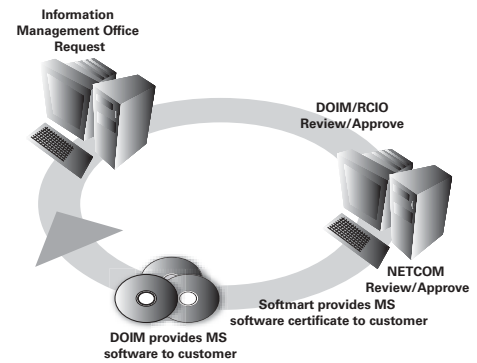 Information
Management Office
Request
DOIM/RCIO
Review/Approve
NETCOM
Review/Approve
Softmart provides MS
software certificate to customer
DOIM provides MS
software to customer